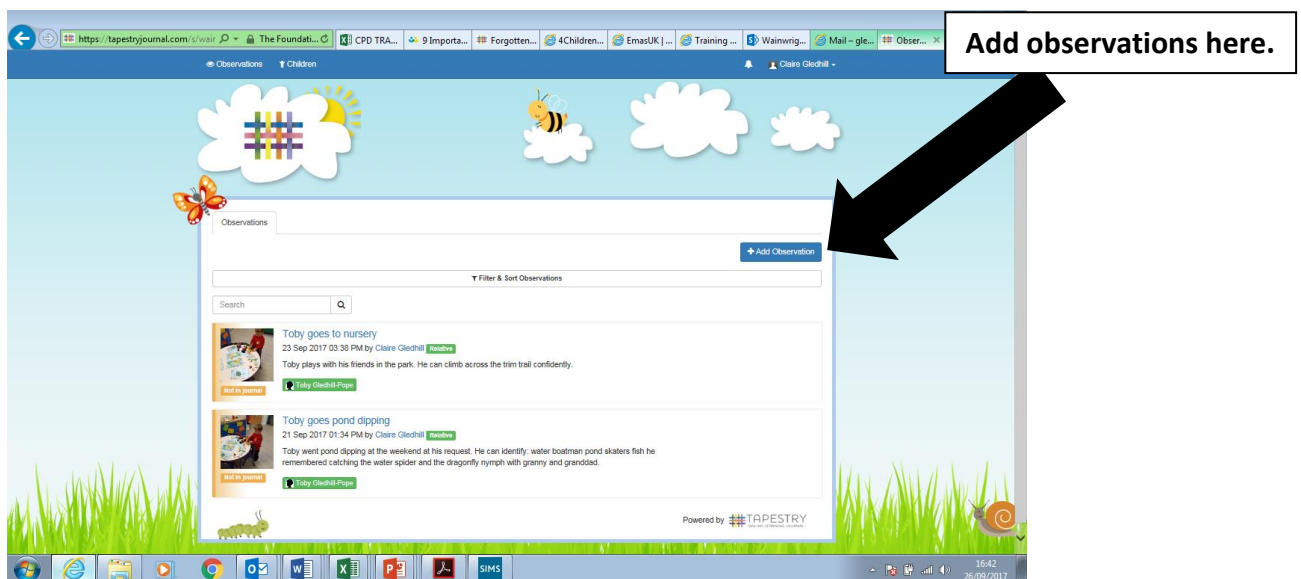 Add observations here.
https://tapestryjournal.com/s/wair
The Foundati...
CPD TRA...
9 Importa...
Forgotten...
4Children...
EmasUK | ...
Training ...
Wainwrig...
Mail – gle...
Obser...
Observations
Children
Claire Gledhill
Observations
+ Add Observation
Filter & Sort Observations
Search
Toby goes to nursery
23 Sep 2017 03:38 PM by Claire Gledhill Relative
Toby plays with his friends in the park. He can climb across the trim trail confidently.
Not in journal
Toby Gledhill-Pope
Toby goes pond dipping
21 Sep 2017 01:34 PM by Claire Gledhill Relative
Toby went pond dipping at the weekend at his request. He can identify: water boatman pond skaters fish he
remembered catching the water spider and the dragonfly nymph with granny and granddad.
Not in journal
Toby Gledhill-Pope
Powered by TAPESTRY
SIMS
16:42
26/09/2017